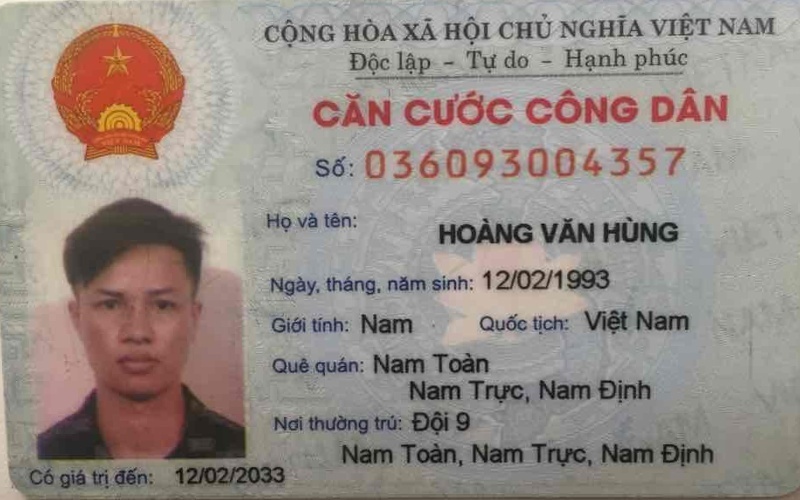 CỘNG HÒA XÃ HỘI CHỦ NGHĨA VIỆT NAM
Độc lập - Tự do - Hạnh phúc
CĂN CƯỚC CÔNG DÂN
Số: 036093004357
Họ và tên: HOÀNG VĂN HÙNG
Ngày, tháng, năm sinh: 12/02/1993
Giới tính: Nam Quốc tịch: Việt Nam
Quê quán: Nam Toàn
Nam Trực, Nam Định
Nơi thường trú: Đội 9
Nam Toàn, Nam Trực, Nam Định
Có giá trị đến: 12/02/2033